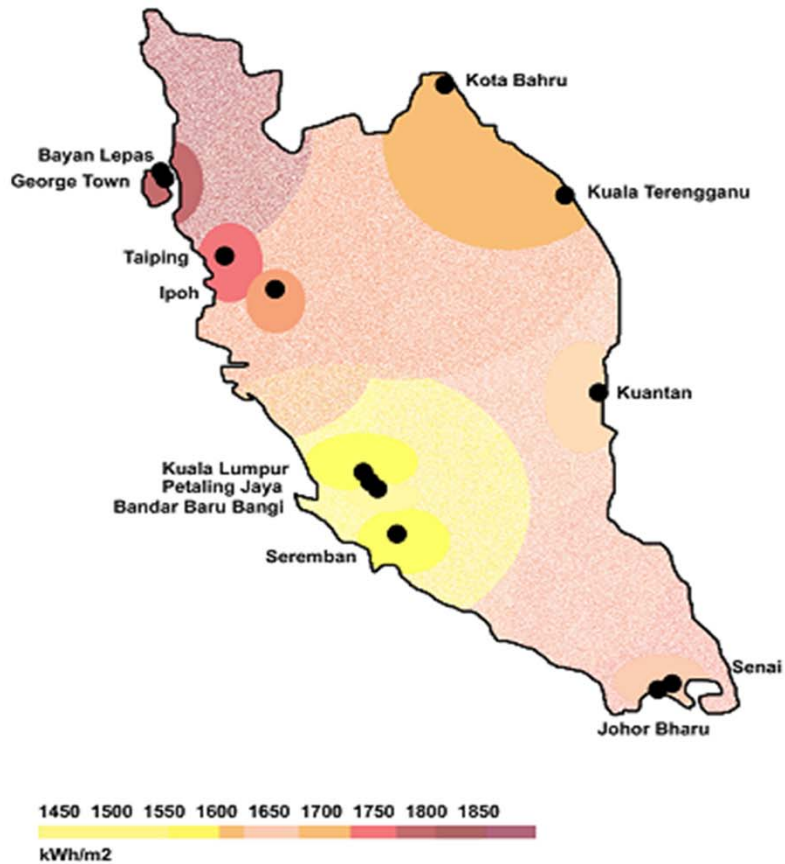 Kota Bahru
Bayan Lepas
George Town
Kuala Terengganu
Taiping
Ipoh
Kuantan
Kuala Lumpur
Petaling Jaya
Bandar Baru Bangi
Seremban
Senai
Johor Bharu
1450 1500 1550 1600 1650 1700 1750 1800 1850
kWh/m2